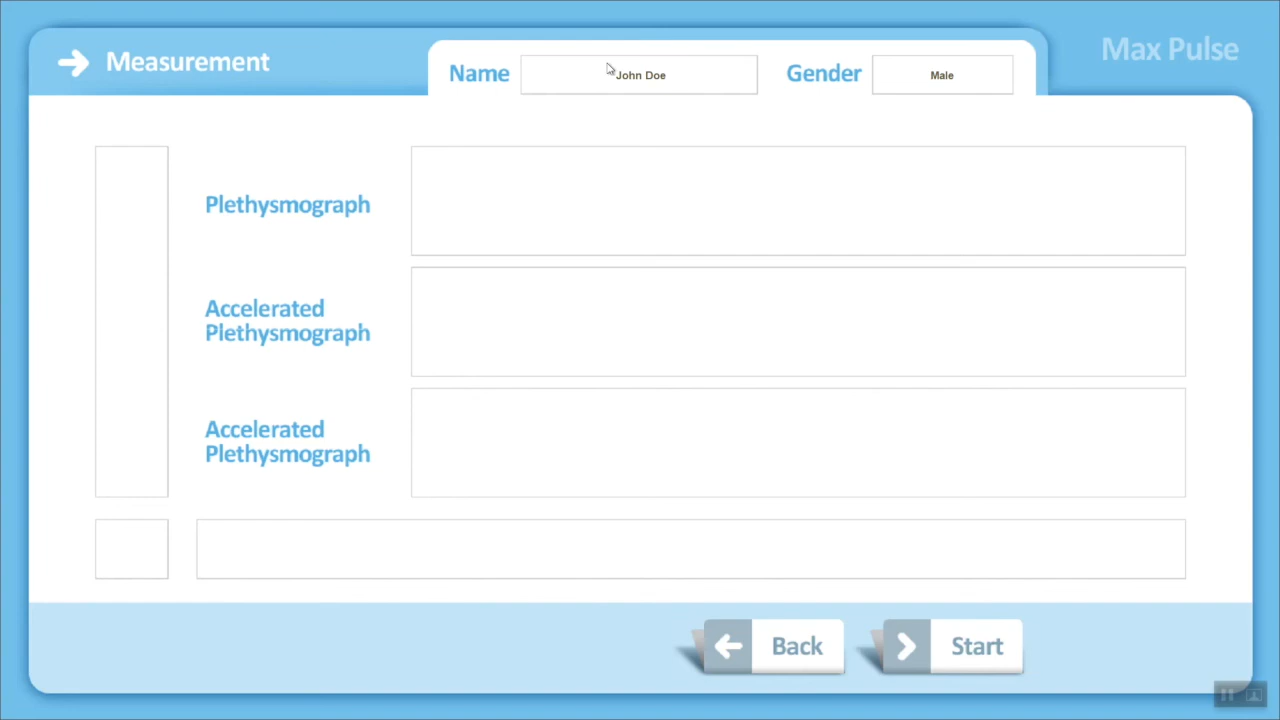 Measurement
Name
John Doe
Gender
Male
Max Pulse
Plethysmograph
Accelerated
Plethysmograph
Accelerated
Plethysmograph
Back
Start